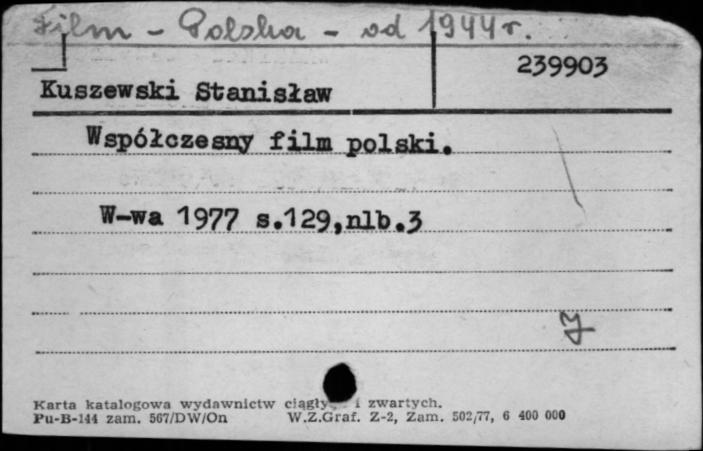 Film - Polska - od 1944 r.
239903
Kuszewski Stanisław
Współczesny film polski.
W-wa 1977 s.129,nlb.3
Karta katalogowa wydawnictw ciągły i zwartych.
Pu-B-144 zam. 567/DW/On W.Z.Graf. Z-2, Zam. 502/77, 6 400 000